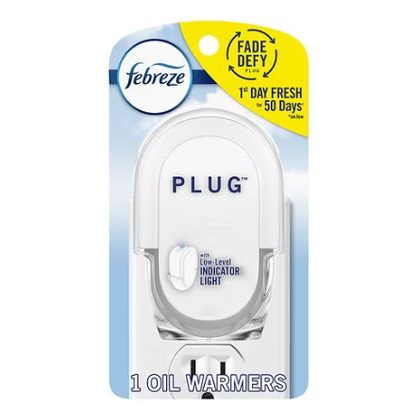 febreze
FADE
DEFY
PLUG
1st DAY FRESH
for 50 Days*
*on low
PLUG™
with
Low-Level
INDICATOR
LIGHT
1 OIL WARMERS